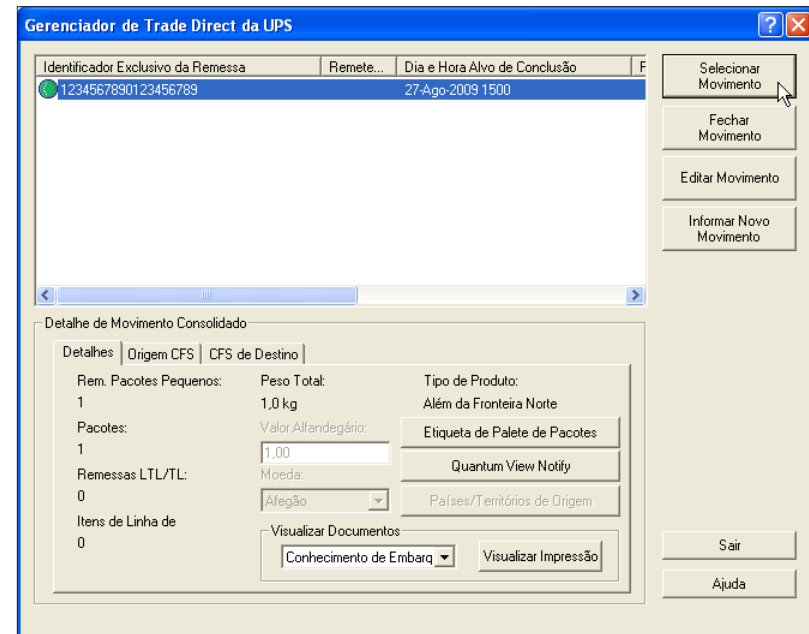 Gerenciador de Trade Direct da UPS
Identificador Exclusivo da Remessa Remete... Dia e Hora Alvo de Conclusão F
1234567890123456789 27-Ago-2009 1500
Selecionar
Movimento
Fechar
Movimento
Editar Movimento
Informar Novo
Movimento
Detalhe de Movimento Consolidado
Detalhes Origem CFS CFS de Destino
Rem. Pacotes Pequenos: Peso Total: Tipo de Produto:
1 1,0 kg Além da Fronteira Norte
Pacotes: Valor Alfandegário: Etiqueta de Palete de Pacotes
1 1,00
Remessas LTL/TL: Moeda: Quantum View Notify
0 Afegão Países/Territórios de Origem
Itens de Linha de
0
Visualizar Documentos
Conhecimento de Embarq Visualizar Impressão
Sair
Ajuda